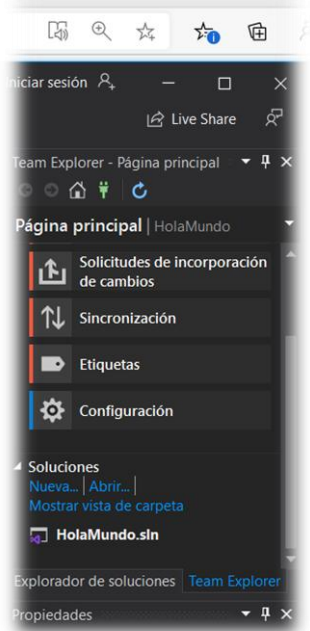 iniciar sesión
Live Share
Team Explorer - Página principal
Página principal | HolaMundo
Solicitudes de incorporación
de cambios
Sincronización
Etiquetas
Configuración
Soluciones
Nueva... | Abrir... |
Mostrar vista de carpeta
HolaMundo.sln
Explorador de soluciones Team Explorer
Propiedades